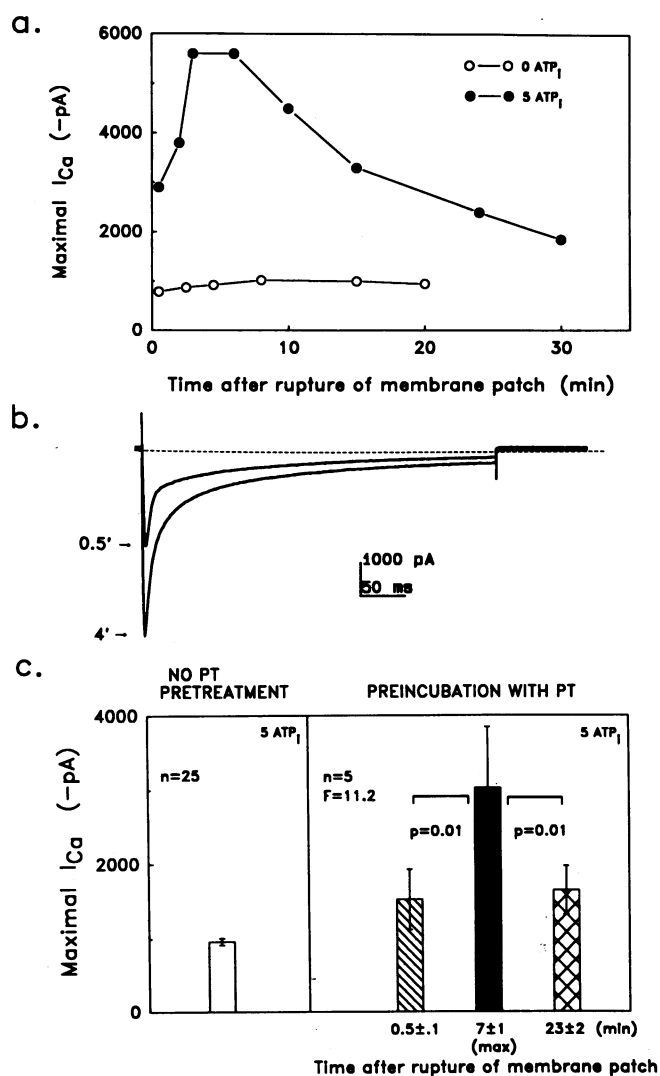 a.
6000
4000
2000
0
Maximal I_Ca (-pA)
0 ATP_i
5 ATP_i
0 10 20 30
Time after rupture of membrane patch (min)
b.
0.5' →
4' →
1000 pA
50 ms
c.
NO PT
PRETREATMENT
PREINCUBATION WITH PT
4000
2000
0
Maximal I_Ca (-pA)
5 ATP_i
n=25
5 ATP_i
n=5
F=11.2
p=0.01
p=0.01
0.5±.1 7±1 23±2 (min)
(max)
Time after rupture of membrane patch